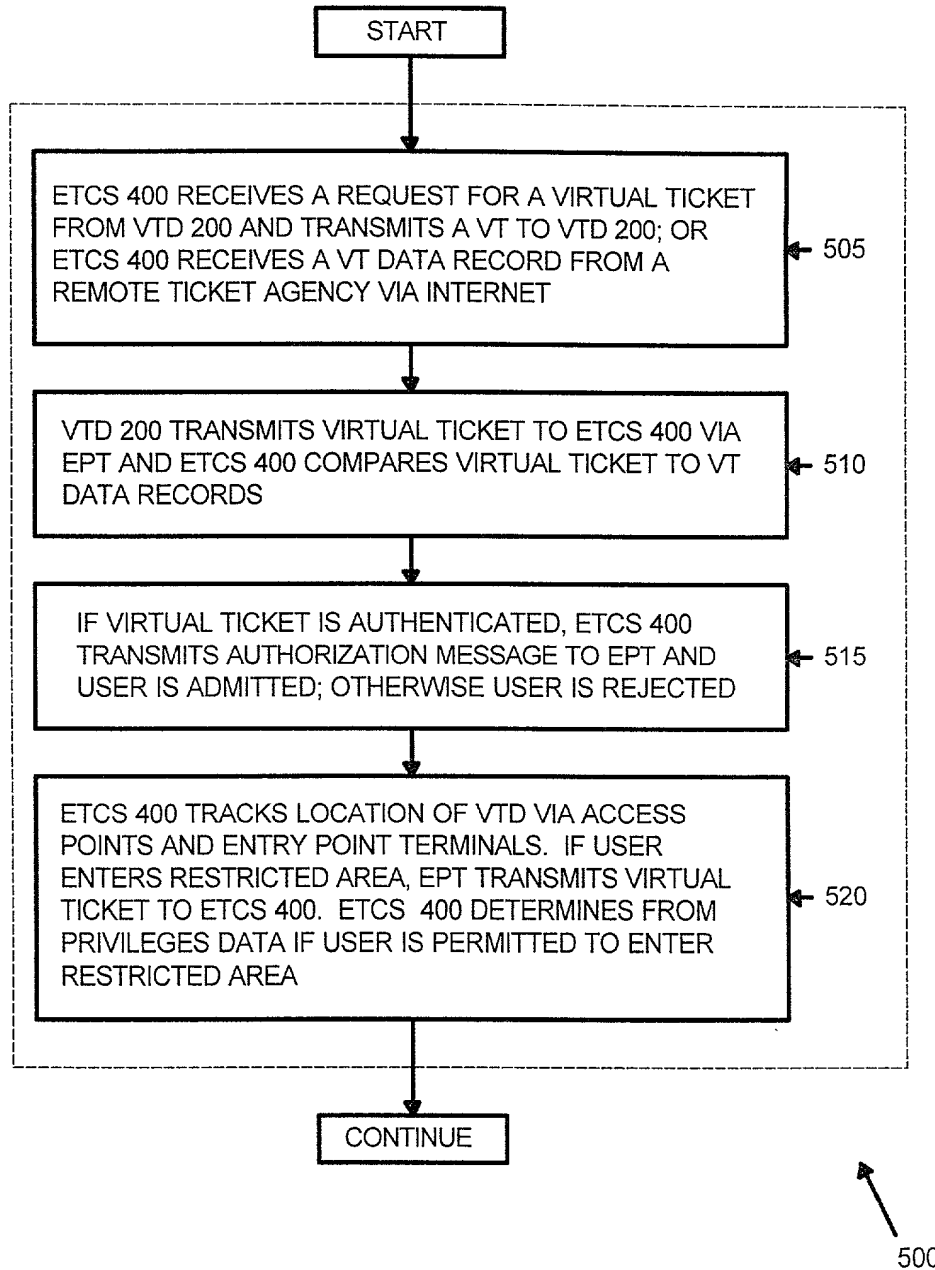 START
ETCS 400 RECEIVES A REQUEST FOR A VIRTUAL TICKET
FROM VTD 200 AND TRANSMITS A VT TO VTD 200; OR
ETCS 400 RECEIVES A VT DATA RECORD FROM A
REMOTE TICKET AGENCY VIA INTERNET
505
VTD 200 TRANSMITS VIRTUAL TICKET TO ETCS 400 VIA
EPT AND ETCS 400 COMPARES VIRTUAL TICKET TO VT
DATA RECORDS
510
IF VIRTUAL TICKET IS AUTHENTICATED, ETCS 400
TRANSMITS AUTHORIZATION MESSAGE TO EPT AND
USER IS ADMITTED; OTHERWISE USER IS REJECTED
515
ETCS 400 TRACKS LOCATION OF VTD VIA ACCESS
POINTS AND ENTRY POINT TERMINALS. IF USER
ENTERS RESTRICTED AREA, EPT TRANSMITS VIRTUAL
TICKET TO ETCS 400. ETCS 400 DETERMINES FROM
PRIVILEGES DATA IF USER IS PERMITTED TO ENTER
RESTRICTED AREA
520
CONTINUE
500